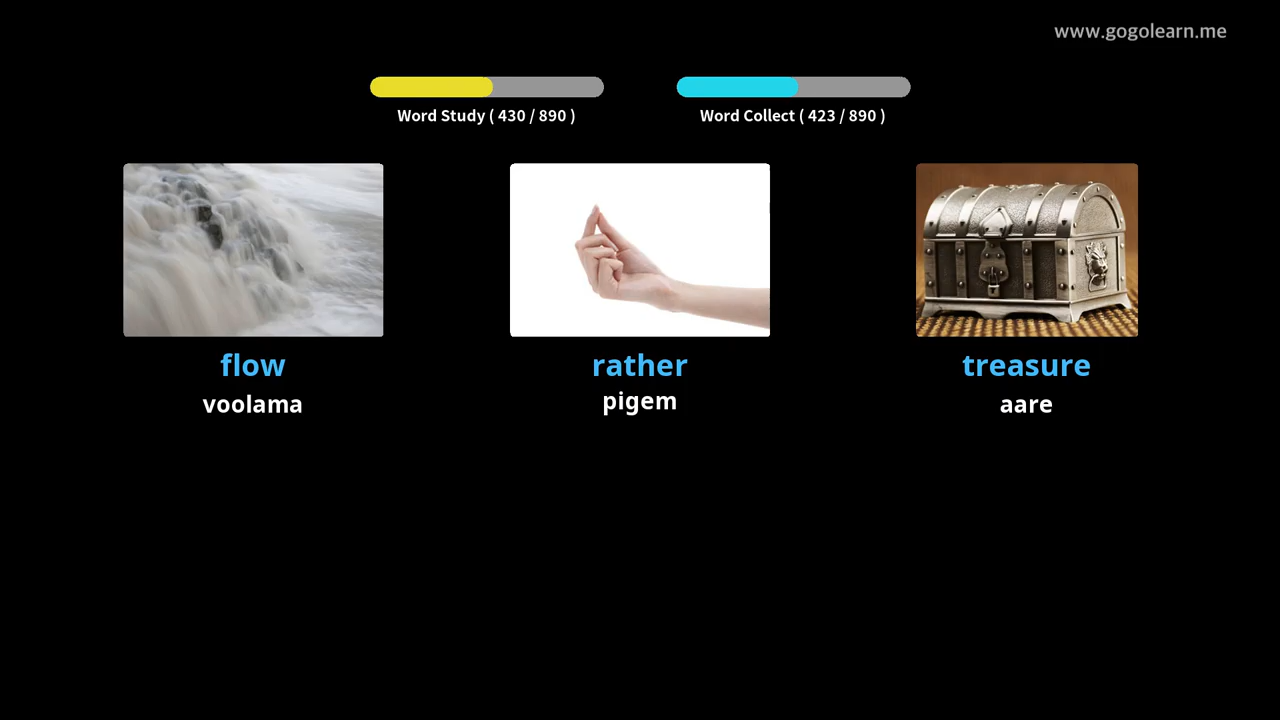 www.gogolearn.me
Word Study ( 430 / 890 )
Word Collect ( 423 / 890 )
flow
rather
treasure
voolama
pigem
aare